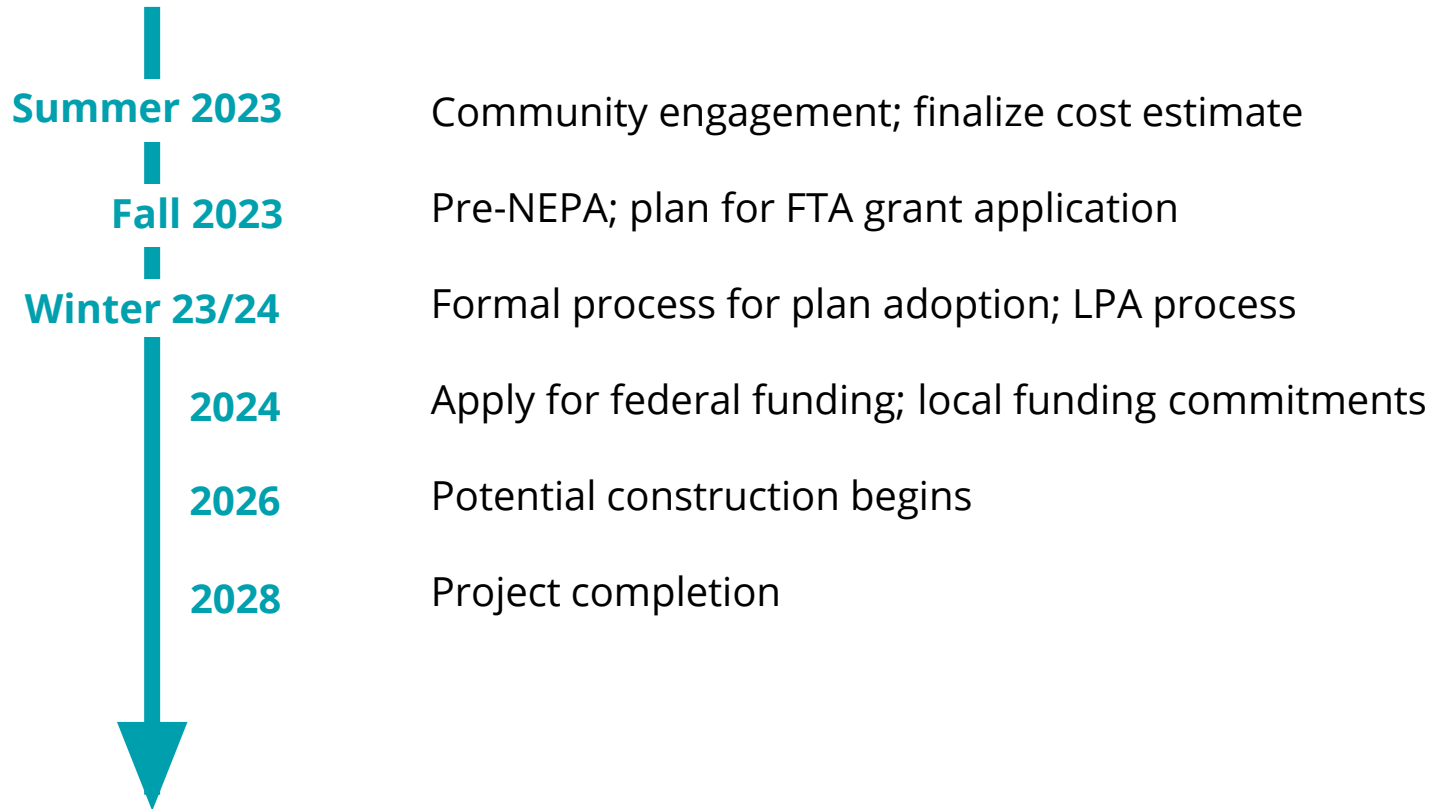 Summer 2023 Community engagement; finalize cost estimate
Fall 2023 Pre-NEPA; plan for FTA grant application
Winter 23/24 Formal process for plan adoption; LPA process
2024 Apply for federal funding; local funding commitments
2026 Potential construction begins
2028 Project completion